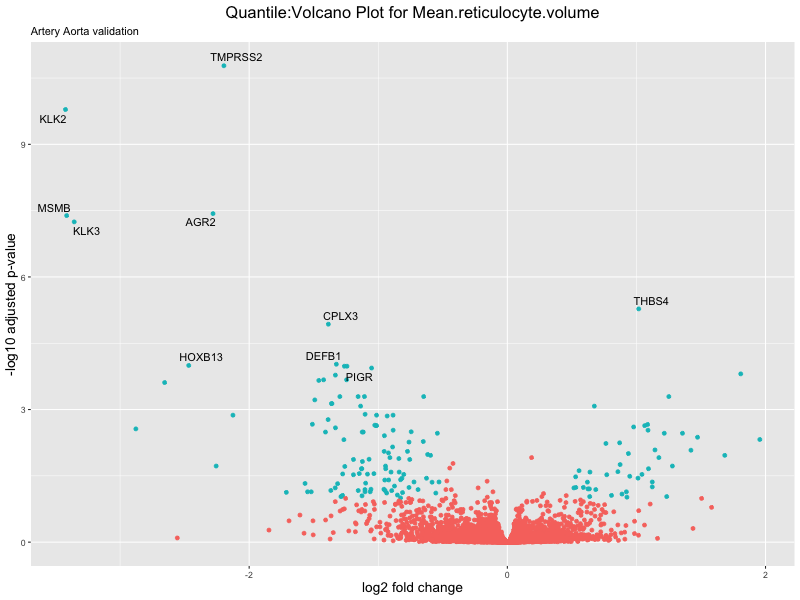 Quantile:Volcano Plot for Mean.reticulocyte.volume
Artery Aorta validation
TMPRSS2
KLK2
9
MSMB
KLK3
AGR2
-log10 adjusted p-value
6
THBS4
CPLX3
HOXB13
DEFB1
PIGR
3
0
-2
0
2
log2 fold change